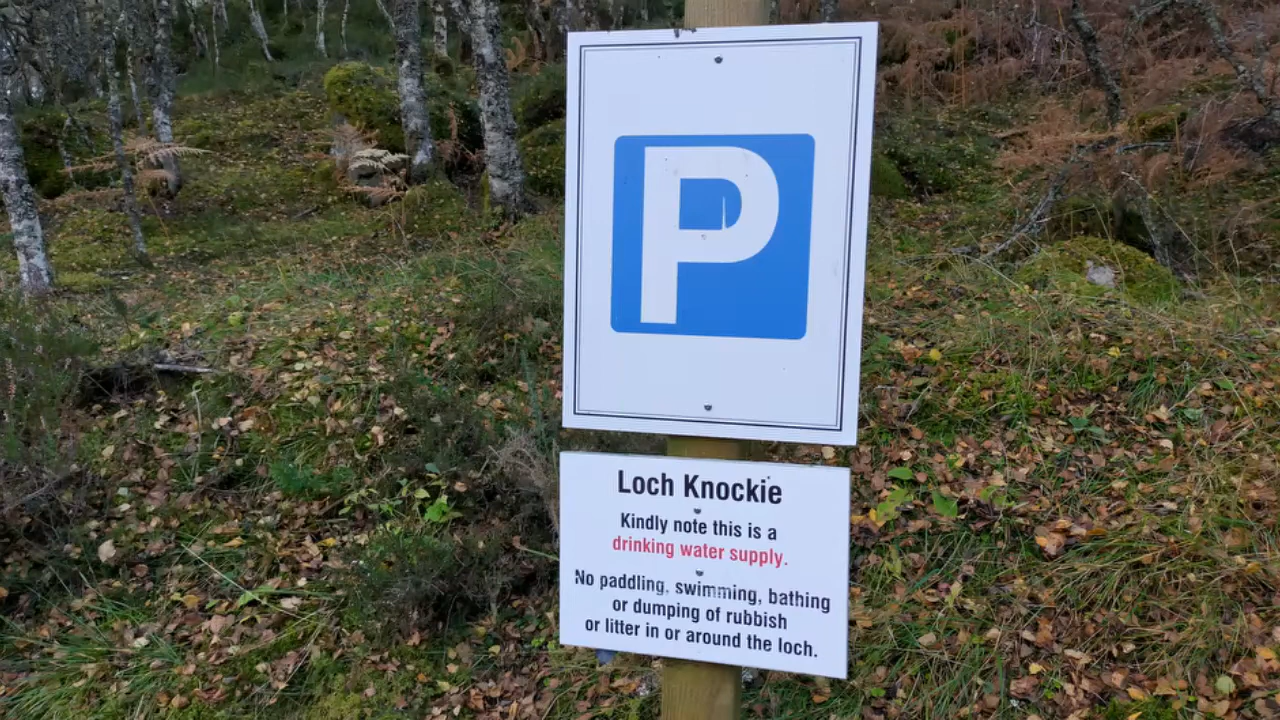 P
Loch Knockie
Kindly note this is a
drinking water supply.
No paddling, swimming, bathing
or dumping of rubbish
or litter in or around the loch.